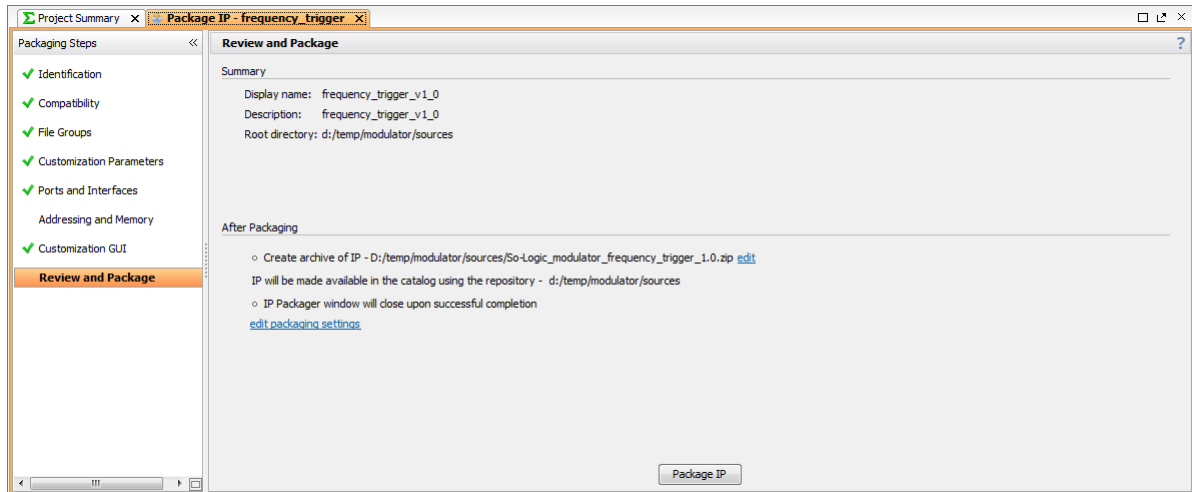 Project Summary
Package IP - frequency_trigger
Packaging Steps
Identification
Compatibility
File Groups
Customization Parameters
Ports and Interfaces
Addressing and Memory
Customization GUI
Review and Package
Review and Package
?
Summary
Display name: frequency_trigger_v1_0
Description: frequency_trigger_v1_0
Root directory: d:/temp/modulator/sources
After Packaging
Create archive of IP - D:/temp/modulator/sources/So-Logic_modulator_frequency_trigger_1.0.zip edit
IP will be made available in the catalog using the repository - d:/temp/modulator/sources
IP Packager window will close upon successful completion
edit packaging settings
Package IP